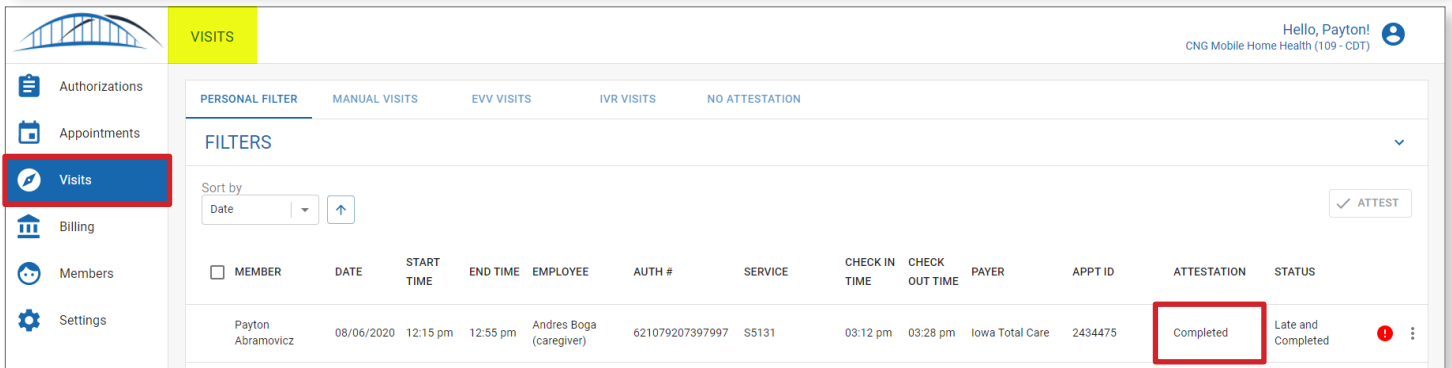 VISITS
Hello, Payton!
CNG Mobile Home Health (109 - CDT)
Authorizations
Appointments
Visits
Billing
Members
Settings
PERSONAL FILTER MANUAL VISITS EVV VISITS IVR VISITS NO ATTESTATION
FILTERS
Sort by
Date
ATTEST
MEMBER DATE START TIME END TIME EMPLOYEE AUTH # SERVICE CHECK IN TIME CHECK OUT TIME PAYER APPT ID ATTESTATION STATUS
Payton Abramovicz 08/06/2020 12:15 pm 12:55 pm Andres Boga (caregiver) 621079207397997 S5131 03:12 pm 03:28 pm Iowa Total Care 2434475 Completed Late and Completed